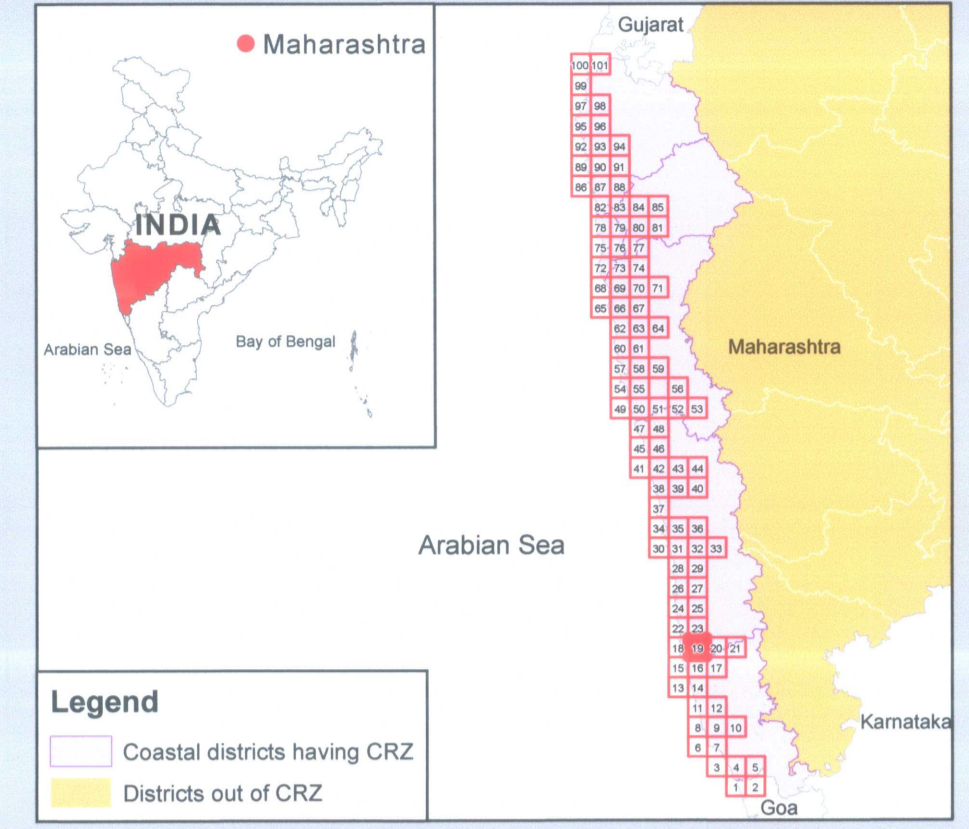 Maharashtra
INDIA
Arabian Sea
Bay of Bengal
Gujarat
100 101
99
97 98
95 96
92 93 94
89 90 91
86 87 88
82 83 84 85
78 79 80 81
75 76 77
72 73 74
68 69 70 71
65 66 67
62 63 64
60 61
57 58 59
54 55 56
49 50 51 52 53
47 48
45 46
41 42 43 44
38 39 40
37
34 35 36
30 31 32 33
28 29
26 27
24 25
22 23
18 19 20 21
15 16 17
13 14
11 12
8 9 10
6 7
3 4 5
1 2
Maharashtra
Arabian Sea
Karnataka
Goa
Legend
Coastal districts having CRZ
Districts out of CRZ